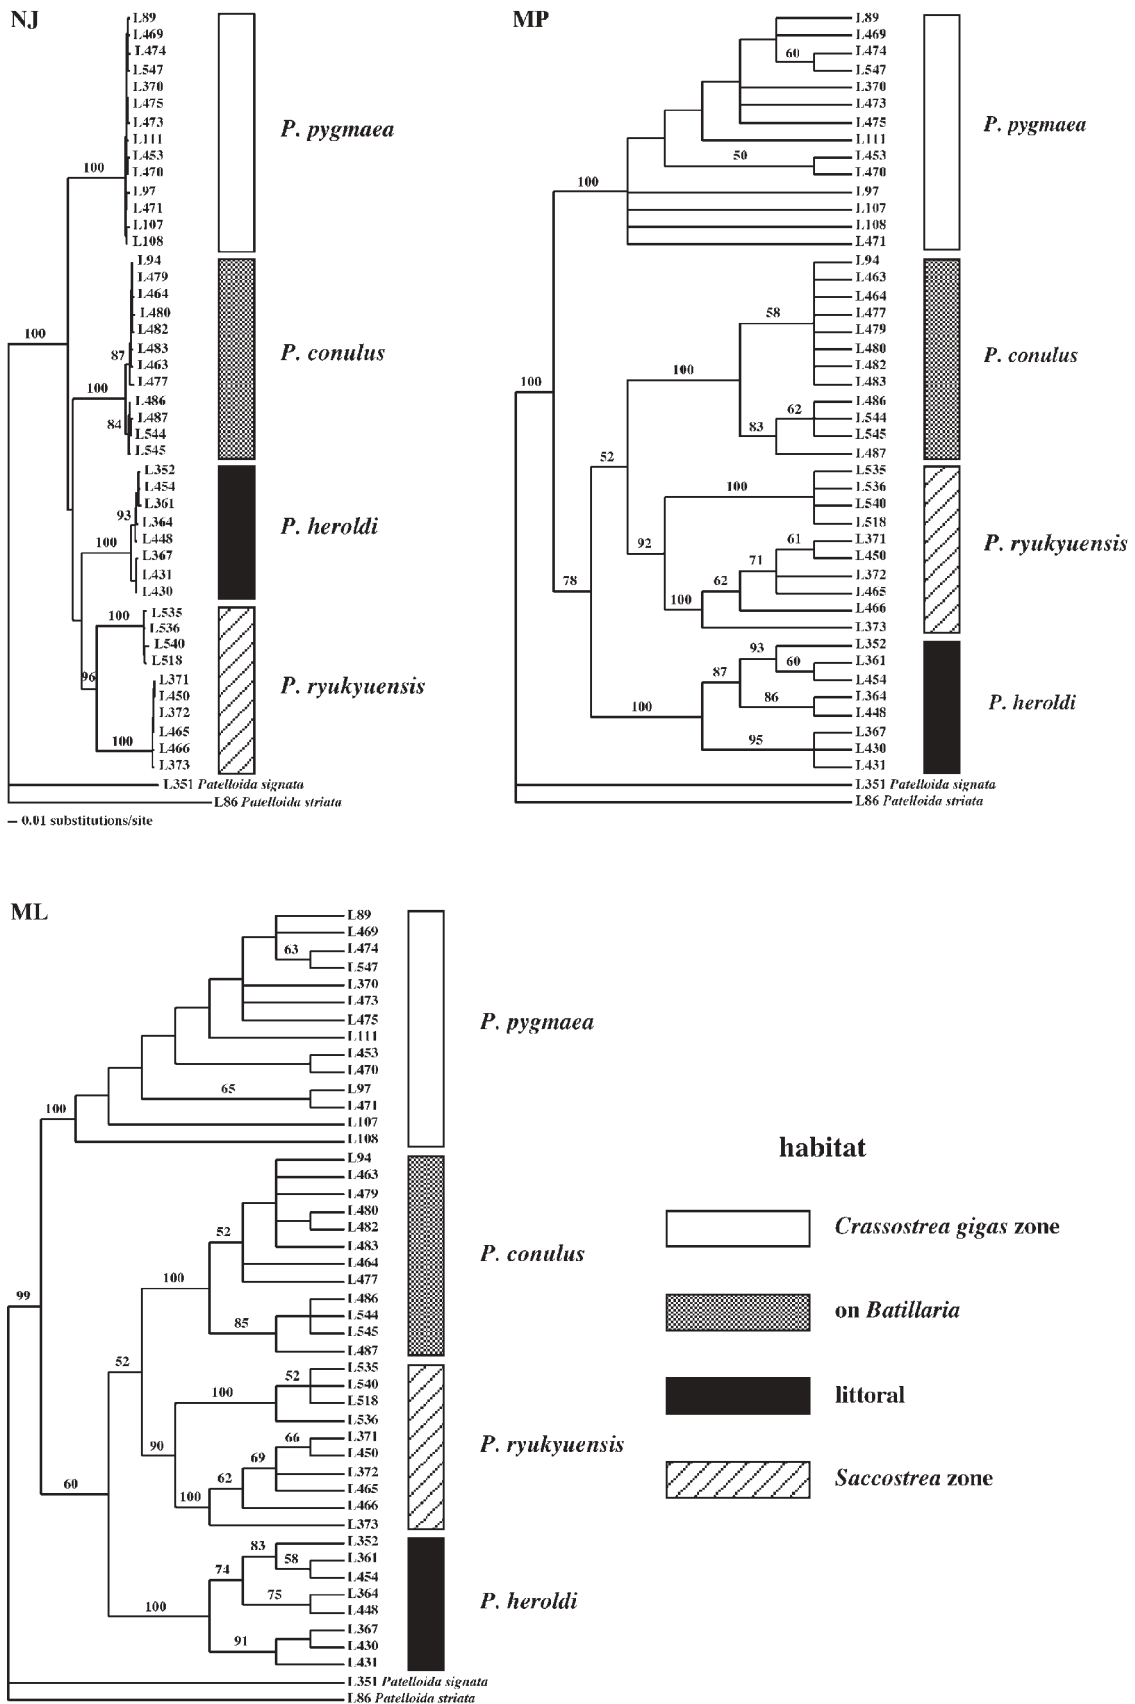 NJ
L89
L469
L474
L547
L370
L475
L473
L111
L453
L470
L97
L471
L107
L108
100
P. pygmaea
L94
L479
L464
L480
L482
L483
L463
L477
L486
L487
L544
L545
100
87
100
84
P. conulus
L352
L454
L361
L364
L448
L367
L431
L430
93
100
P. heroldi
L535
L536
L540
L518
L371
L450
L372
L465
L466
L373
100
96
100
P. ryukyuensis
L351 Patelloida signata
L86 Patelloida striata
– 0.01 substitutions/site
MP
L89
L469
L474
L547
L370
L473
L475
L111
L453
L470
L97
L107
L108
L471
60
50
100
P. pygmaea
L94
L463
L464
L477
L479
L480
L482
L483
L486
L544
L545
L487
58
100
62
83
100
52
P. conulus
L535
L536
L540
L518
L371
L450
L372
L465
L466
L373
100
92
61
71
62
100
78
P. ryukyuensis
L352
L361
L454
L364
L448
L367
L430
L431
93
60
87
86
100
95
P. heroldi
L351 Patelloida signata
L86 Patelloida striata
ML
L89
L469
L474
L547
L370
L473
L475
L111
L453
L470
L97
L471
L107
L108
63
65
100
P. pygmaea
L94
L463
L479
L480
L482
L483
L464
L477
L486
L544
L545
L487
52
100
85
99
52
P. conulus
L535
L540
L518
L536
L371
L450
L372
L465
L466
L373
52
100
66
90
69
62
100
60
P. ryukyuensis
L352
L361
L454
L364
L448
L367
L430
L431
83
58
74
75
100
91
P. heroldi
L351 Patelloida signata
L86 Patelloida striata
habitat
Crassostrea gigas zone
on Batillaria
littoral
Saccostrea zone